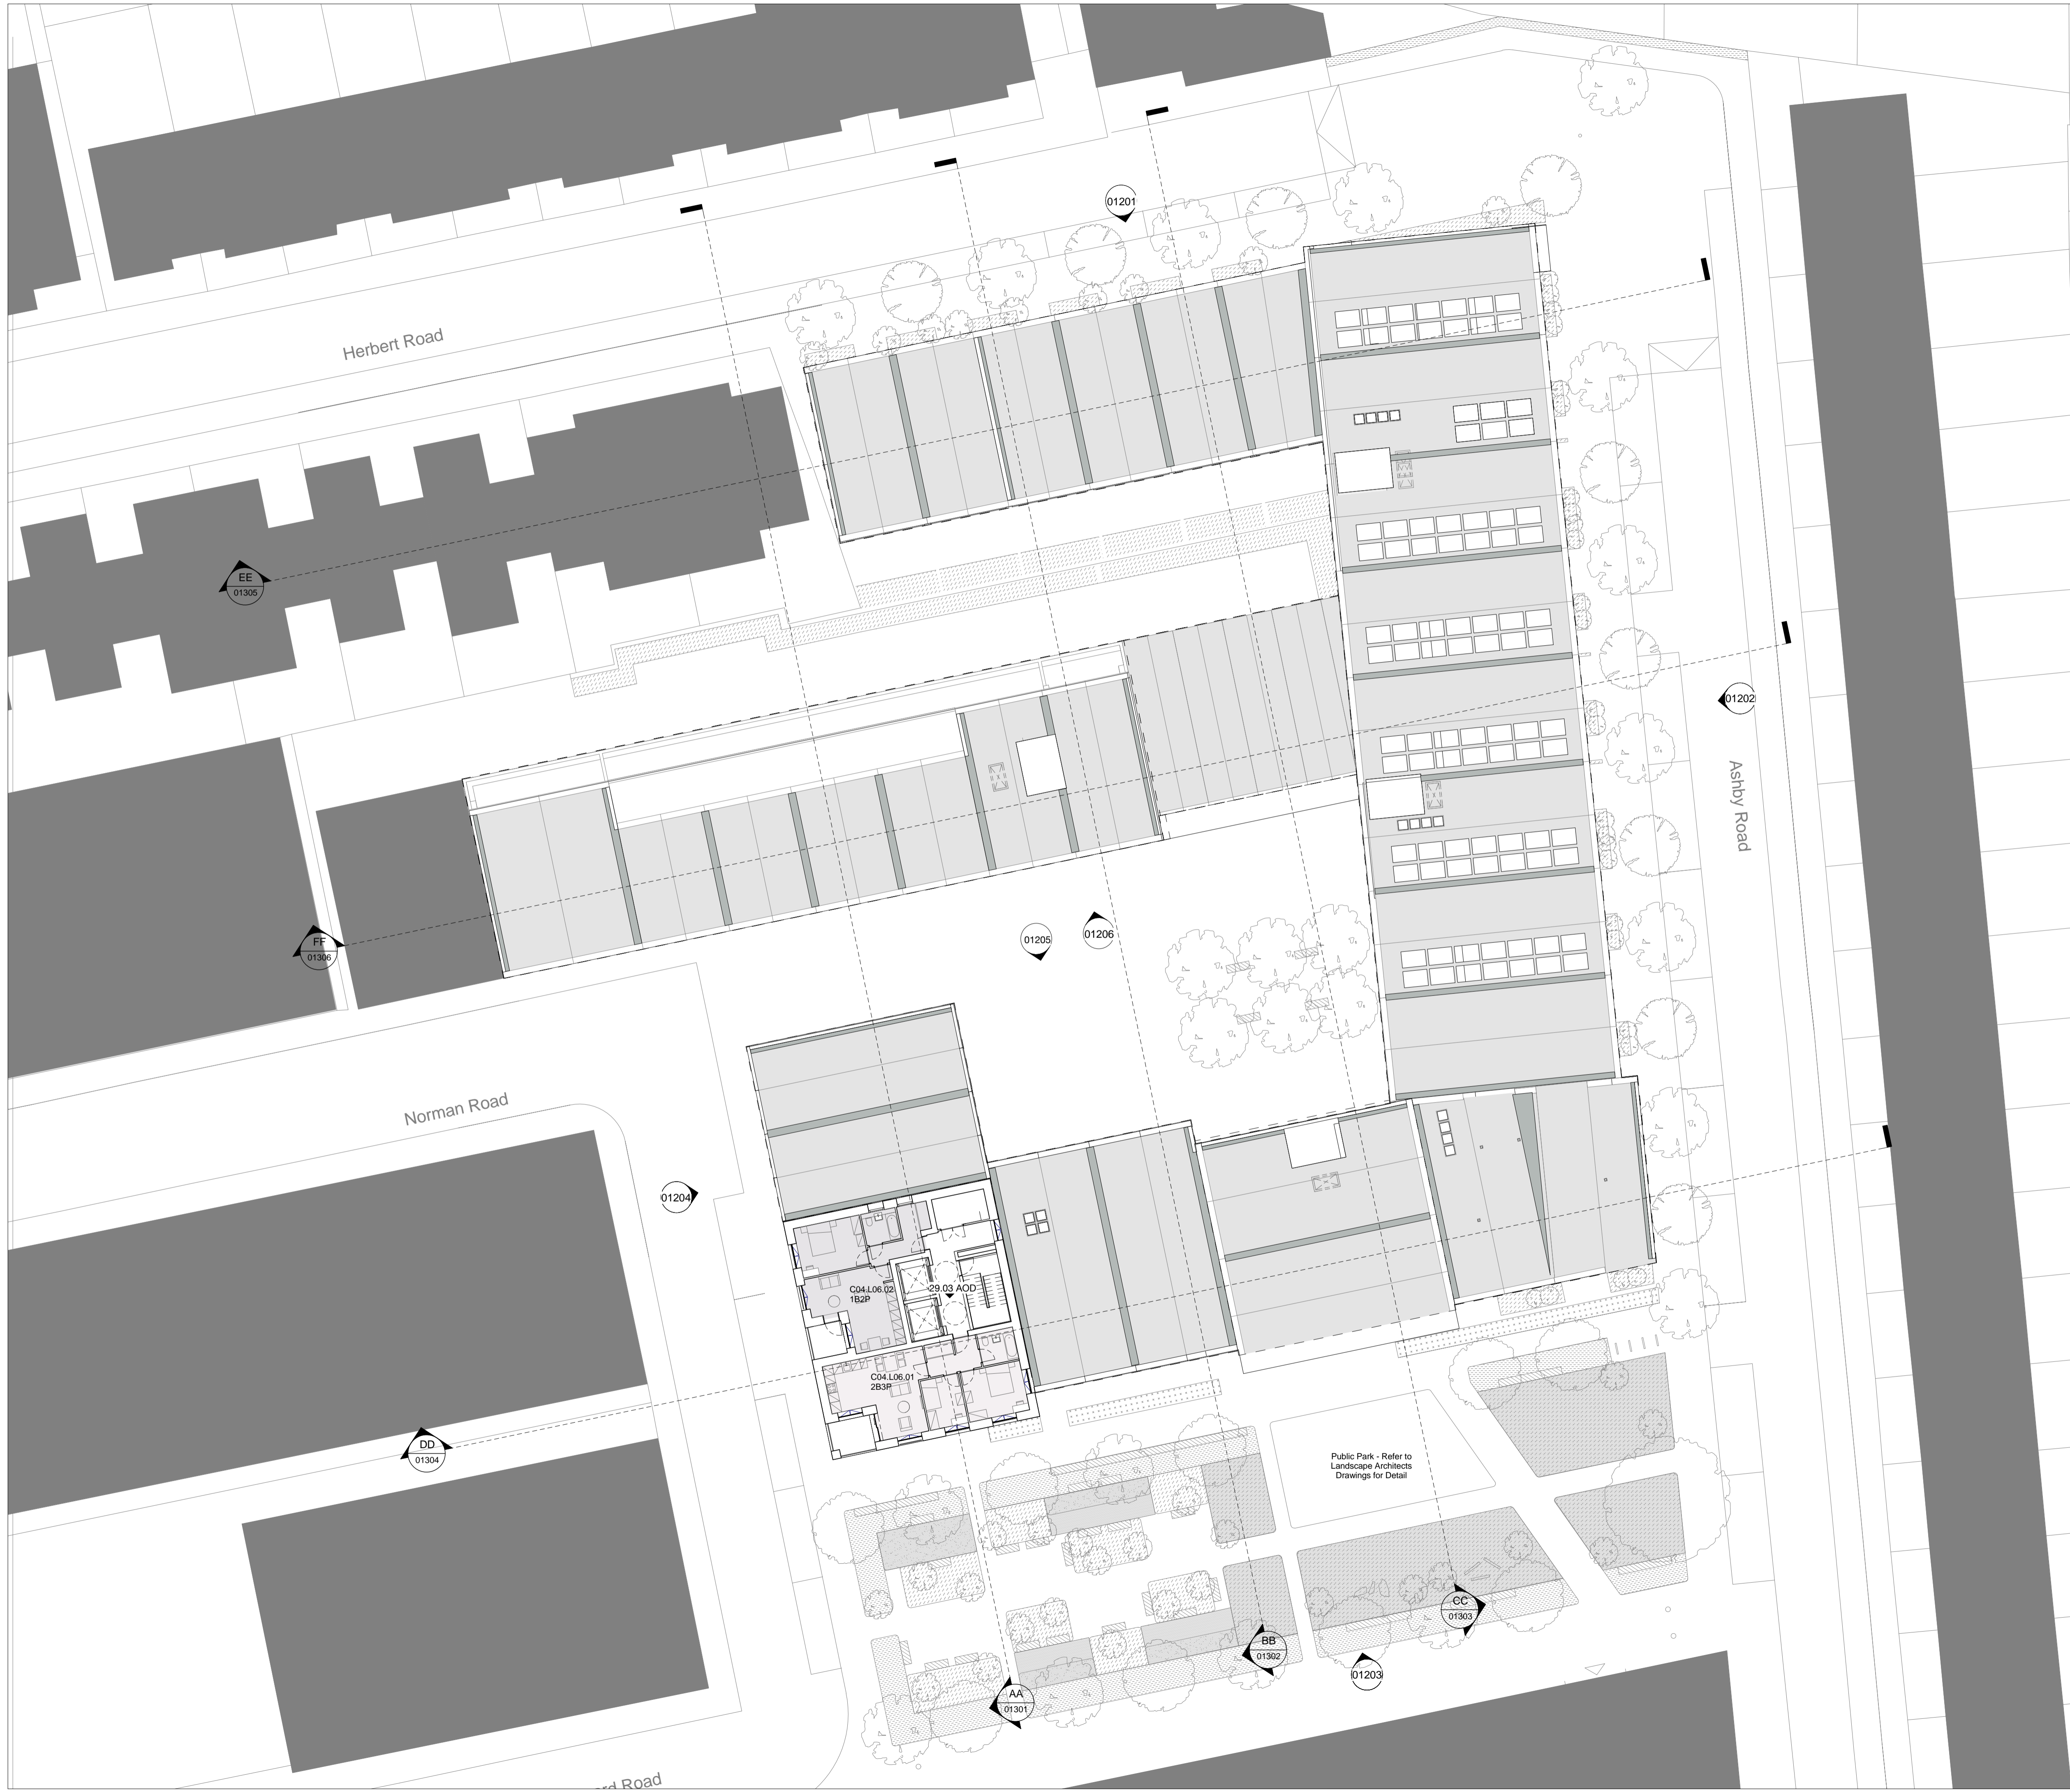 01201
Herbert Road
EE
01305
01202
Ashby Road
FF
01306
01205
01206
Norman Road
01204
C04.L06.02
1B2P
29.03 AOD
C04.L06.01
2B3P
DD
01304
Public Park - Refer to
Landscape Architects
Drawings for Detail
CC
01303
BB
01302
01203
AA
01301
Road